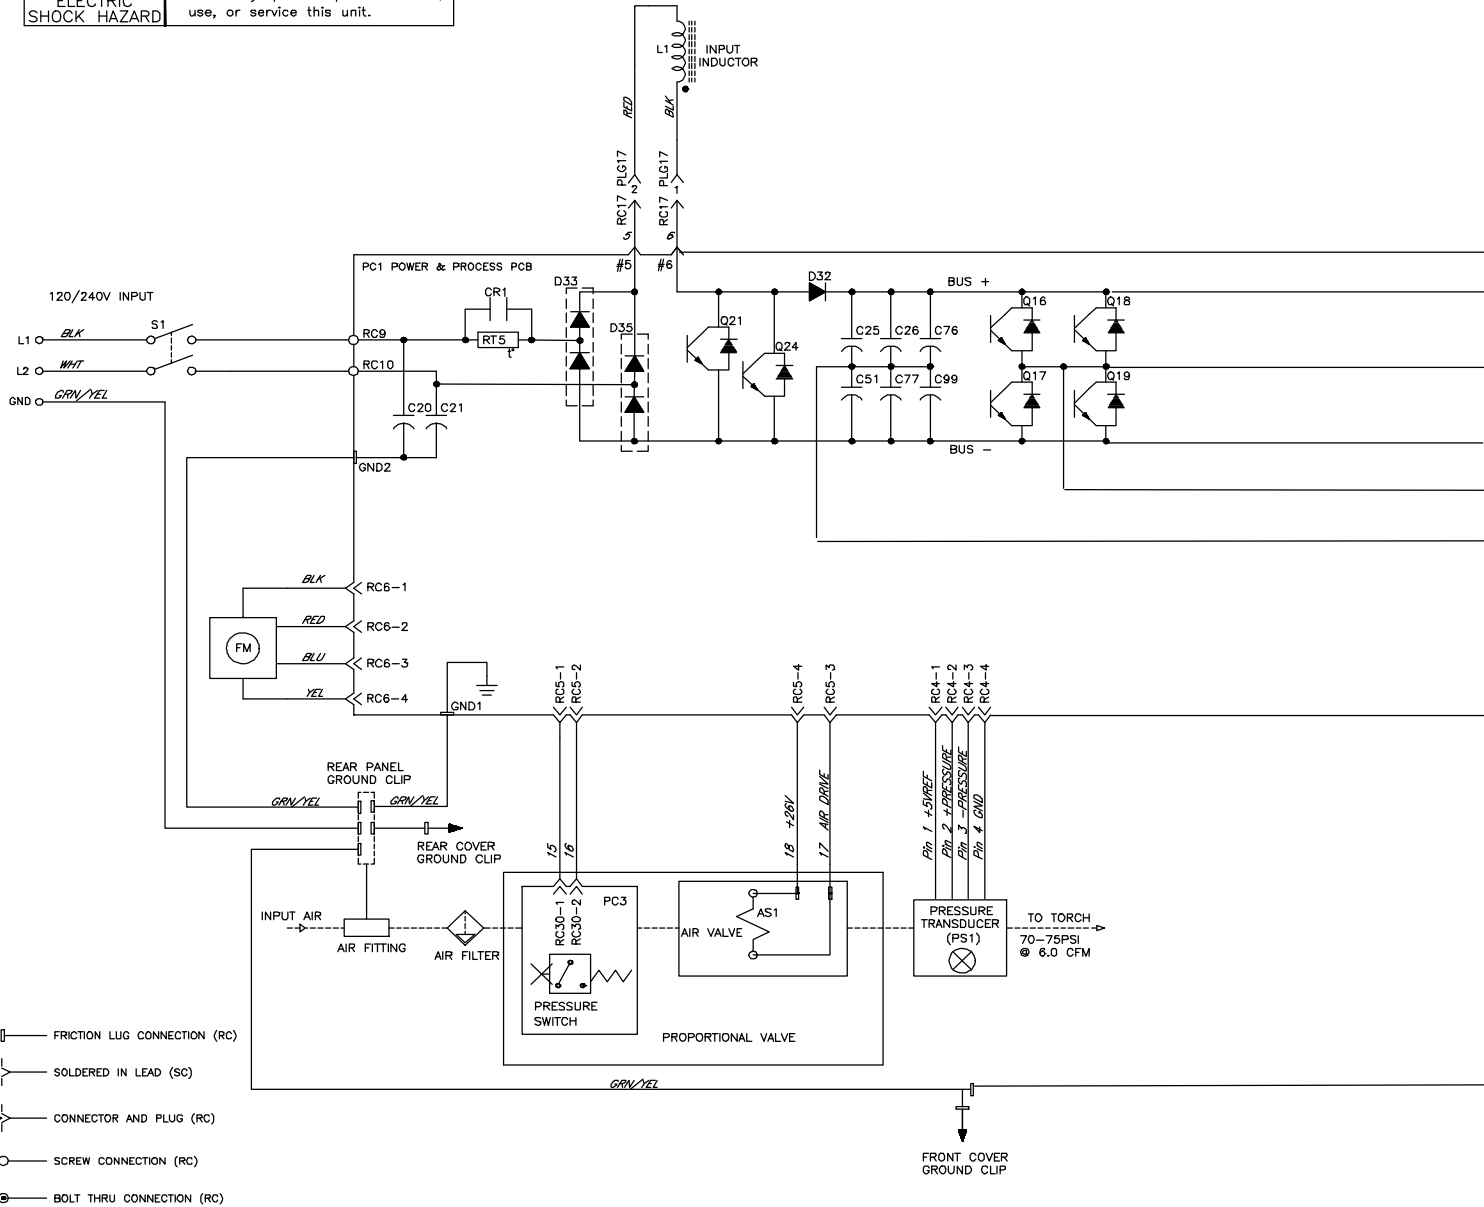 ELECTRIC
SHOCK HAZARD
use, or service this unit.
L1
INPUT
INDUCTOR
RED
BLK
RC17 PLG17
2
RC17 PLG17
1
5
6
#5
#6
PC1 POWER & PROCESS PCB
120/240V INPUT
S1
L1
BLK
L2
WHT
GND
GRN/YEL
RC9
RC10
CR1
RT5
t°
D33
D35
C20
C21
GND2
Q21
Q24
D32
BUS +
C25
C26
C76
C51
C77
C99
BUS -
Q16
Q18
Q17
Q19
FM
BLK
RC6-1
RED
RC6-2
BLU
RC6-3
YEL
RC6-4
GND1
RC5-1
RC5-2
RC5-4
RC5-3
RC4-1
RC4-2
RC4-3
RC4-4
REAR PANEL
GROUND CLIP
GRN/YEL
GRN/YEL
REAR COVER
GROUND CLIP
15
16
18 +26V
17 AIR DRIVE
Pin 1 +5VREF
Pin 2 +PRESSURE
Pin 3 -PRESSURE
Pin 4 GND
INPUT AIR
AIR FITTING
AIR FILTER
RC30-1
RC30-2
PC3
PRESSURE
SWITCH
AIR VALVE
AS1
PROPORTIONAL VALVE
PRESSURE
TRANSDUCER
(PS1)
TO TORCH
70-75PSI
@ 6.0 CFM
GRN/YEL
FRONT COVER
GROUND CLIP
FRICTION LUG CONNECTION (RC)
SOLDERED IN LEAD (SC)
CONNECTOR AND PLUG (RC)
SCREW CONNECTION (RC)
BOLT THRU CONNECTION (RC)